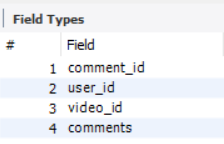 Field Types
# Field
1 comment_id
2 user_id
3 video_id
4 comments